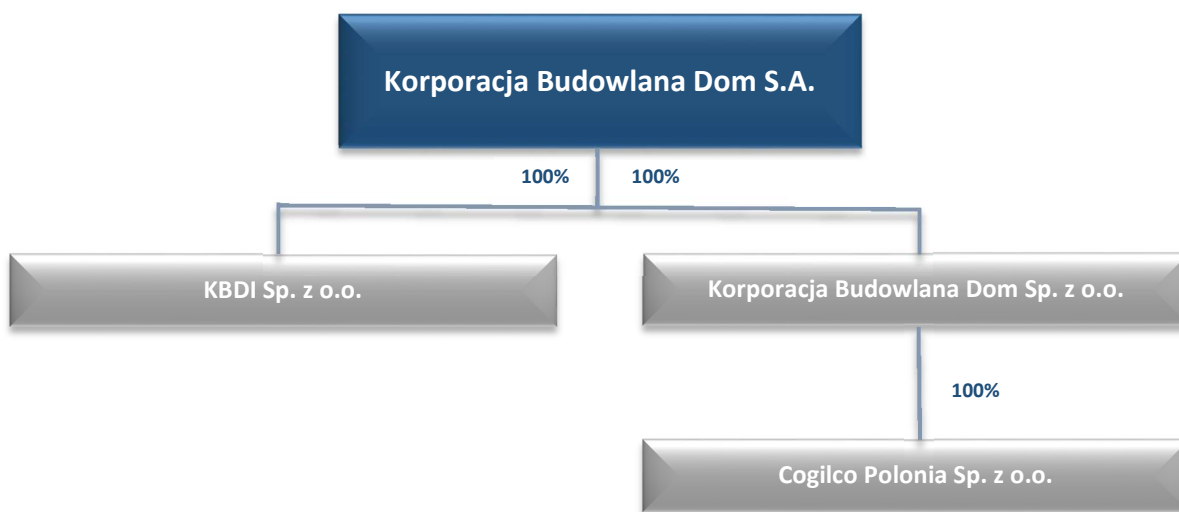 Korporacja Budowlana Dom S.A.
100% 100%
KBDI Sp. z o.o.
Korporacja Budowlana Dom Sp. z o.o.
100%
Cogilco Polonia Sp. z o.o.